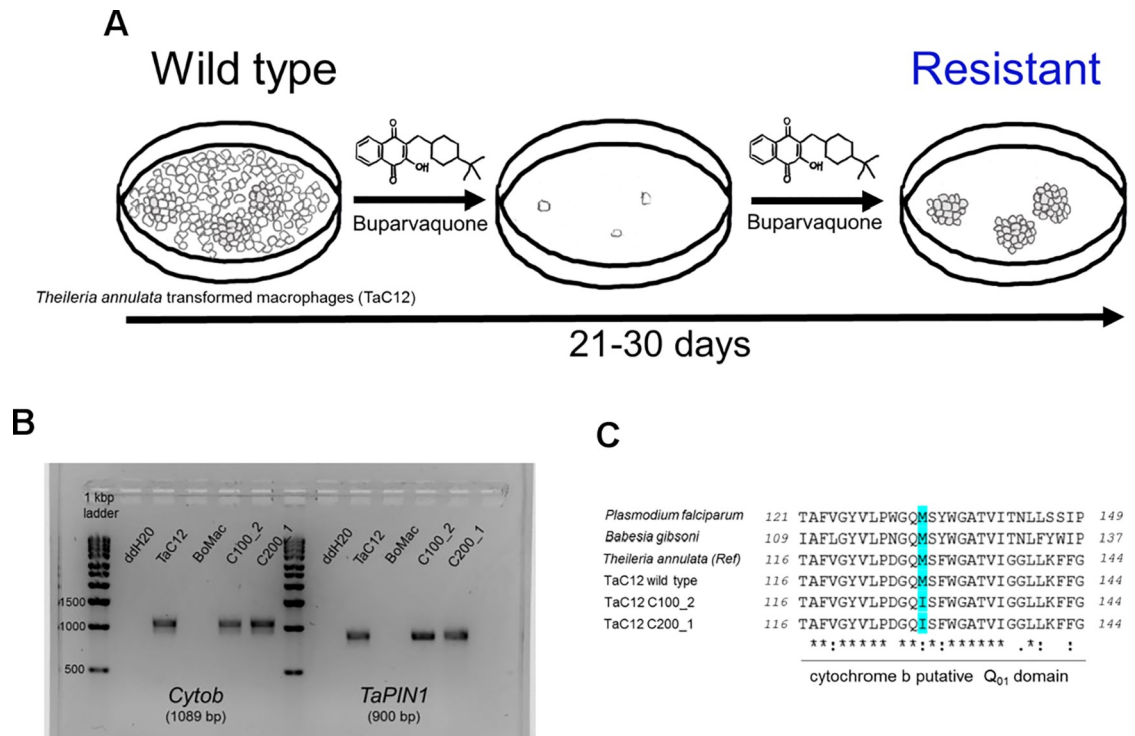 A
Wild type
Resistant
O
OH
O
Buparvaquone
O
OH
O
Buparvaquone
Theileria annulata transformed macrophages (TaC12)
21-30 days
B
1 kbp
ladder
ddH20
TaC12
BoMac
C100_2
C200_1
ddH20
TaC12
BoMac
C100_2
C200_1
1500
1000
500
Cytob
(1089 bp)
TaPIN1
(900 bp)
C
Plasmodium falciparum 121 TAFVGYVLPWGQMSYWGATVITNLLSSIP 149
Babesia gibsoni 109 IAFLGYVLPNGQMSYWGATVITNLFYWIP 137
Theileria annulata (Ref) 116 TAFVGYVLPDGQMSFWGATVIGGLLKFFG 144
TaC12 wild type 116 TAFVGYVLPDGQMSFWGATVIGGLLKFFG 144
TaC12 C100_2 116 TAFVGYVLPDGQISFWGATVIGGLLKFFG 144
TaC12 C200_1 116 TAFVGYVLPDGQISFWGATVIGGLLKFFG 144
**:***** **:*:******* .*: :
cytochrome b putative Q01 domain